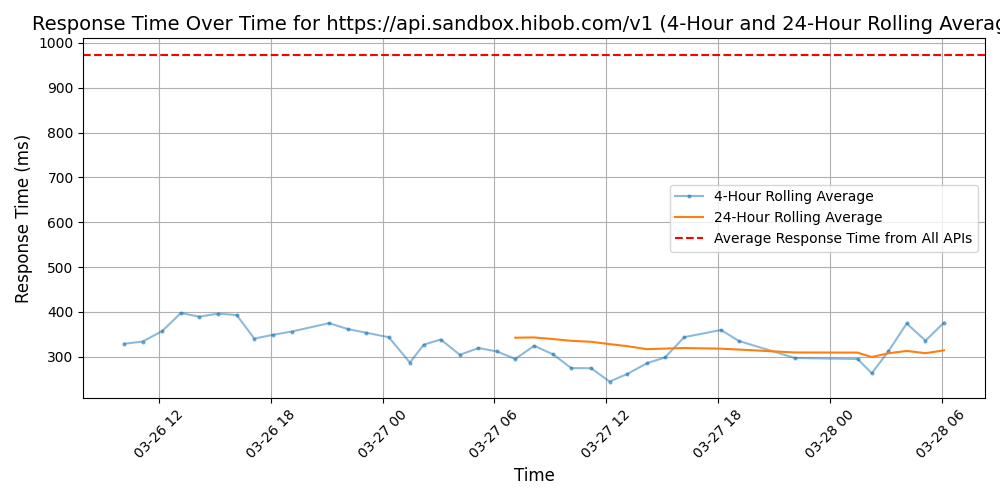 Response Time Over Time for https://api.sandbox.hibob.com/v1 (4-Hour and 24-Hour Rolling Averag
Response Time (ms)
1000
900
800
700
600
500
400
300
4-Hour Rolling Average
24-Hour Rolling Average
Average Response Time from All APIs
03-26 12
03-26 18
03-27 00
03-27 06
03-27 12
03-27 18
03-28 00
03-28 06
Time